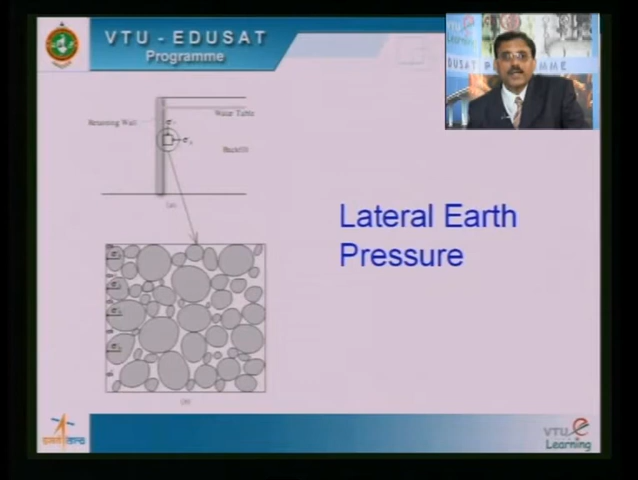 VTU - EDUSAT
Programme
Retaining Wall
Water Table
Backfill
(a)
Lateral Earth
Pressure
(b)
VTU e
Learning